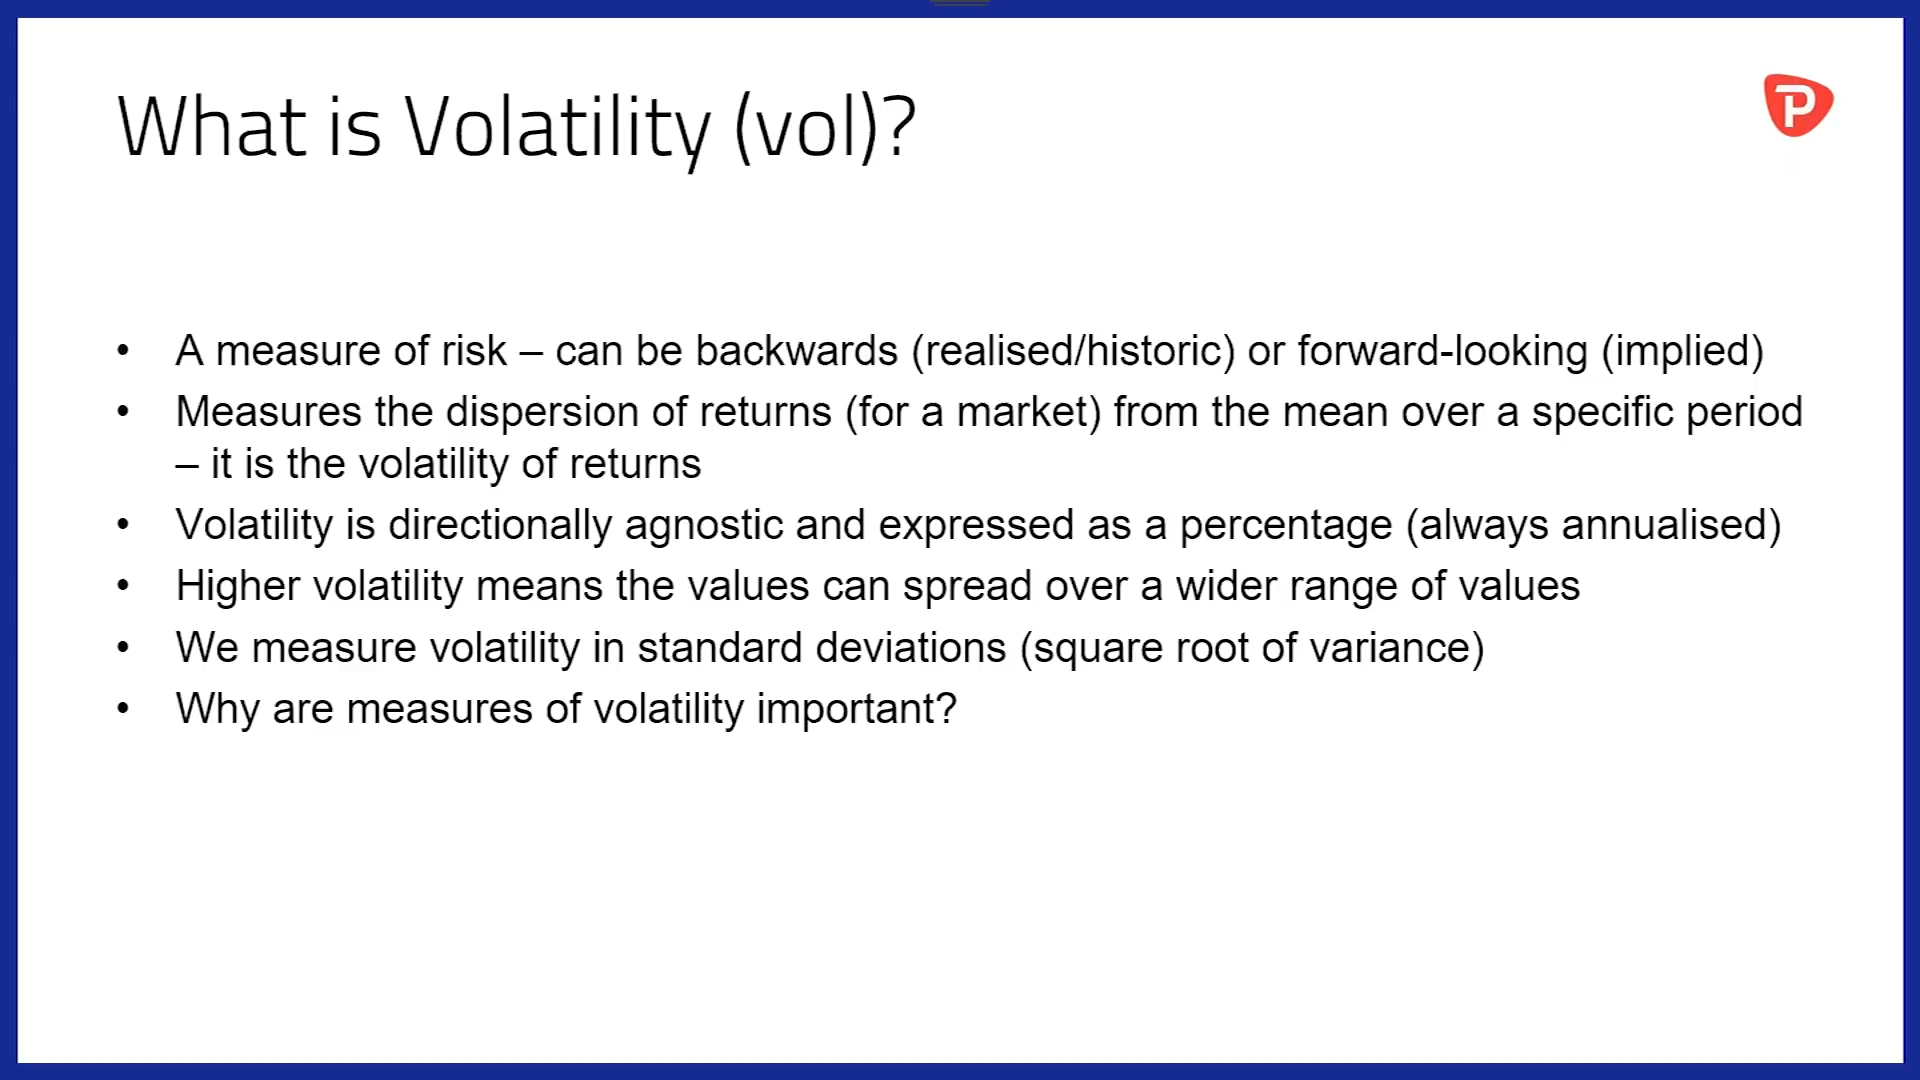 What is Volatility (vol)?
P
• A measure of risk – can be backwards (realised/historic) or forward-looking (implied)
• Measures the dispersion of returns (for a market) from the mean over a specific period
– it is the volatility of returns
• Volatility is directionally agnostic and expressed as a percentage (always annualised)
• Higher volatility means the values can spread over a wider range of values
• We measure volatility in standard deviations (square root of variance)
• Why are measures of volatility important?